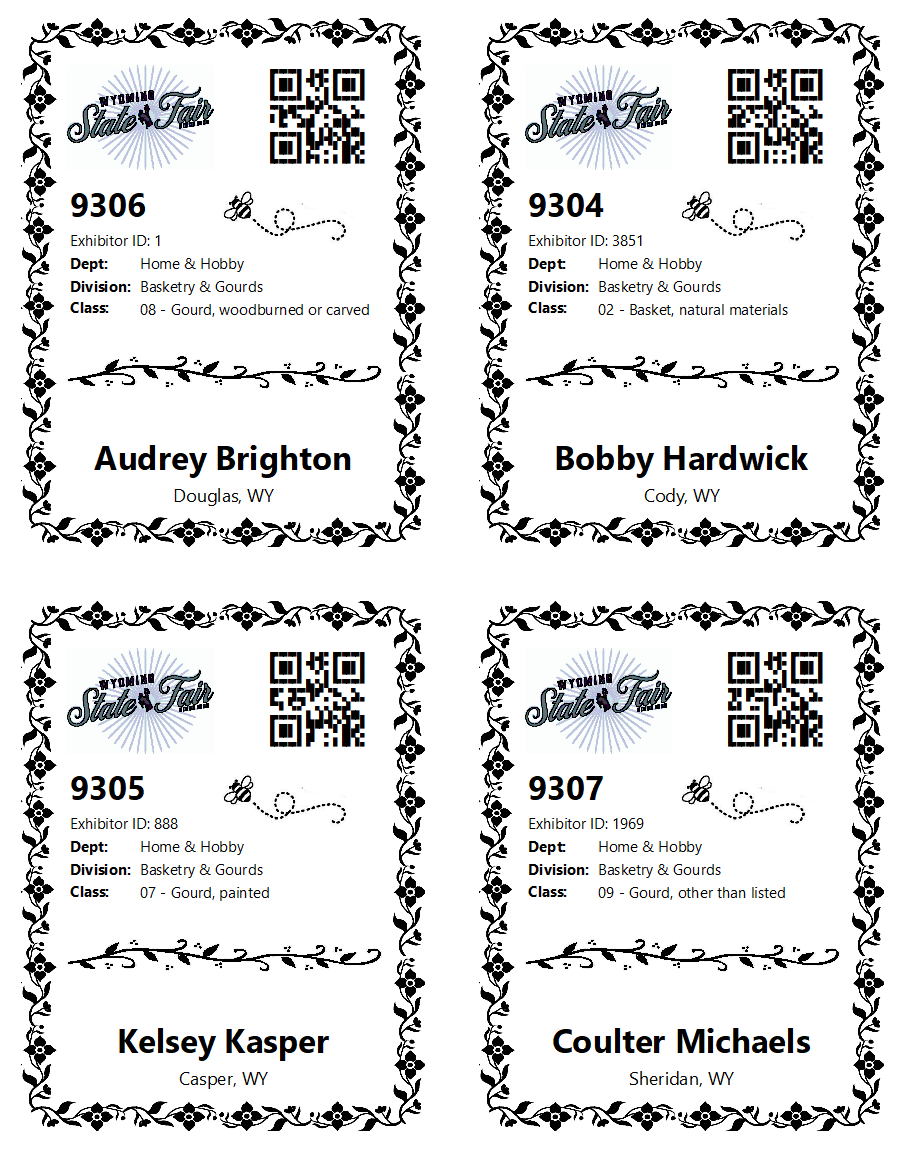 WYOMING
State Fair
9306
Exhibitor ID: 1
Dept: Home & Hobby
Division: Basketry & Gourds
Class: 08 - Gourd, woodburned or carved
Audrey Brighton
Douglas, WY
WYOMING
State Fair
9304
Exhibitor ID: 3851
Dept: Home & Hobby
Division: Basketry & Gourds
Class: 02 - Basket, natural materials
Bobby Hardwick
Cody, WY
WYOMING
State Fair
9305
Exhibitor ID: 888
Dept: Home & Hobby
Division: Basketry & Gourds
Class: 07 - Gourd, painted
Kelsey Kasper
Casper, WY
WYOMING
State Fair
9307
Exhibitor ID: 1969
Dept: Home & Hobby
Division: Basketry & Gourds
Class: 09 - Gourd, other than listed
Coulter Michaels
Sheridan, WY